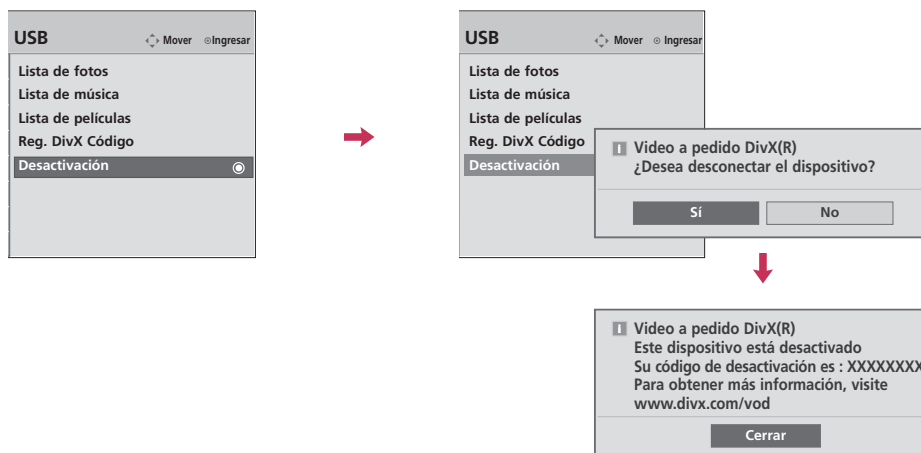 USB Mover Ingresar
Lista de fotos
Lista de música
Lista de películas
Reg. DivX Código
Desactivación
USB Mover Ingresar
Lista de fotos
Lista de música
Lista de películas
Reg. DivX Código
Desactivación
Video a pedido DivX(R)
¿Desea desconectar el dispositivo?
Sí No
Video a pedido DivX(R)
Este dispositivo está desactivado
Su código de desactivación es : XXXXXXXX
Para obtener más información, visite
www.divx.com/vod
Cerrar